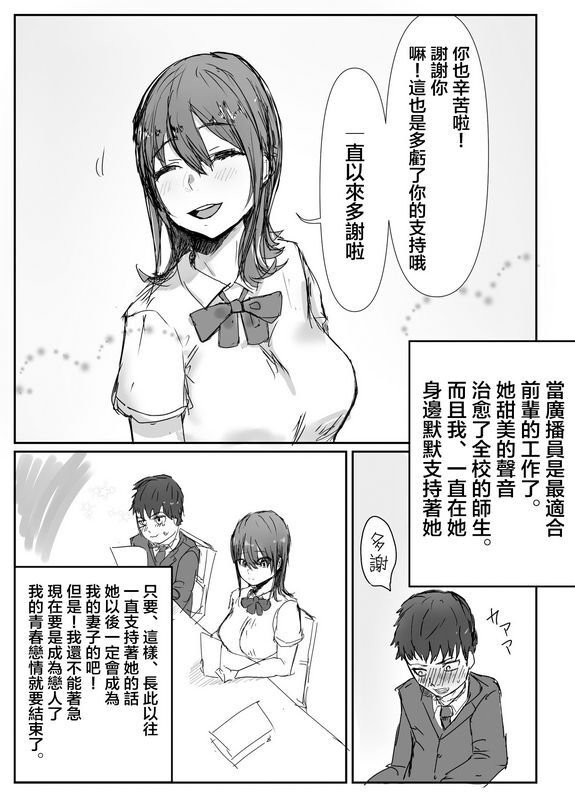 你也辛苦啦！
謝謝你
嘛！這也是多虧了你的支持哦
一直以來多謝啦
當廣播員是最適合
前輩的工作了。
她甜美的聲音
治愈了全校的師生。
而且我、一直在她
身邊默默支持著她
多謝
カァァ
只要、這樣、長此以往
一直支持著她的話
她以後一定會成為
我的妻子的吧！
但是！我還不能著急
現在要是成為戀人了
我的青春戀情就要結束了。